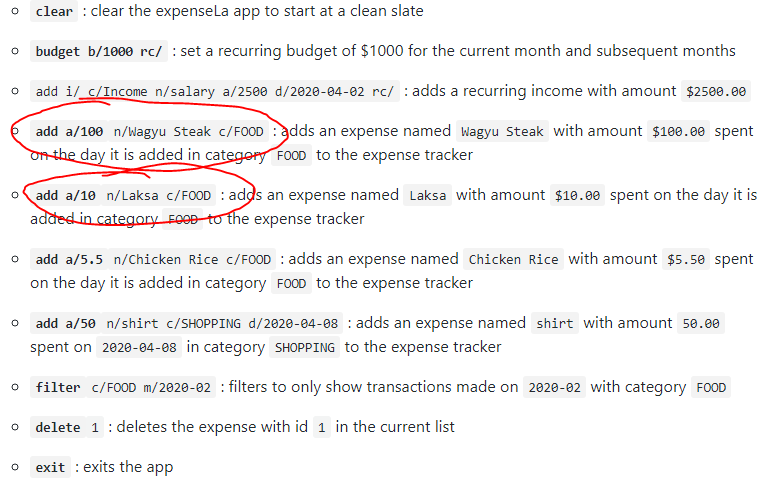 clear : clear the expenseLa app to start at a clean slate
budget b/1000 rc/ : set a recurring budget of $1000 for the current month and subsequent months
add i/ c/Income n/salary a/2500 d/2020-04-02 rc/ : adds a recurring income with amount $2500.00
add a/100 n/Wagyu Steak c/FOOD : adds an expense named Wagyu Steak with amount $100.00 spent
on the day it is added in category FOOD to the expense tracker
add a/10 n/Laksa c/FOOD : adds an expense named Laksa with amount $10.00 spent on the day it is
added in category FOOD to the expense tracker
add a/5.5 n/Chicken Rice c/FOOD : adds an expense named Chicken Rice with amount $5.50 spent
on the day it is added in category FOOD to the expense tracker
add a/50 n/shirt c/SHOPPING d/2020-04-08 : adds an expense named shirt with amount 50.00
spent on 2020-04-08 in category SHOPPING to the expense tracker
filter c/FOOD m/2020-02 : filters to only show transactions made on 2020-02 with category FOOD
delete 1 : deletes the expense with id 1 in the current list
exit : exits the app